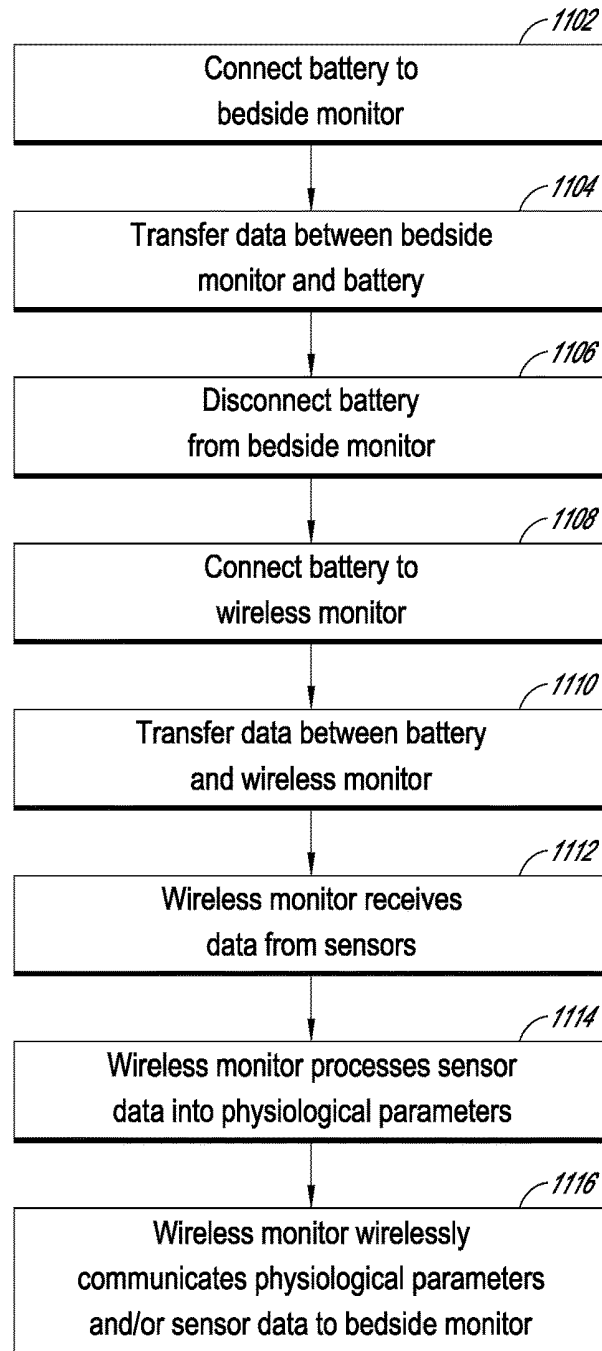 1102
Connect battery to
bedside monitor
1104
Transfer data between bedside
monitor and battery
1106
Disconnect battery
from bedside monitor
1108
Connect battery to
wireless monitor
1110
Transfer data between battery
and wireless monitor
1112
Wireless monitor receives
data from sensors
1114
Wireless monitor processes sensor
data into physiological parameters
1116
Wireless monitor wirelessly
communicates physiological parameters
and/or sensor data to bedside monitor